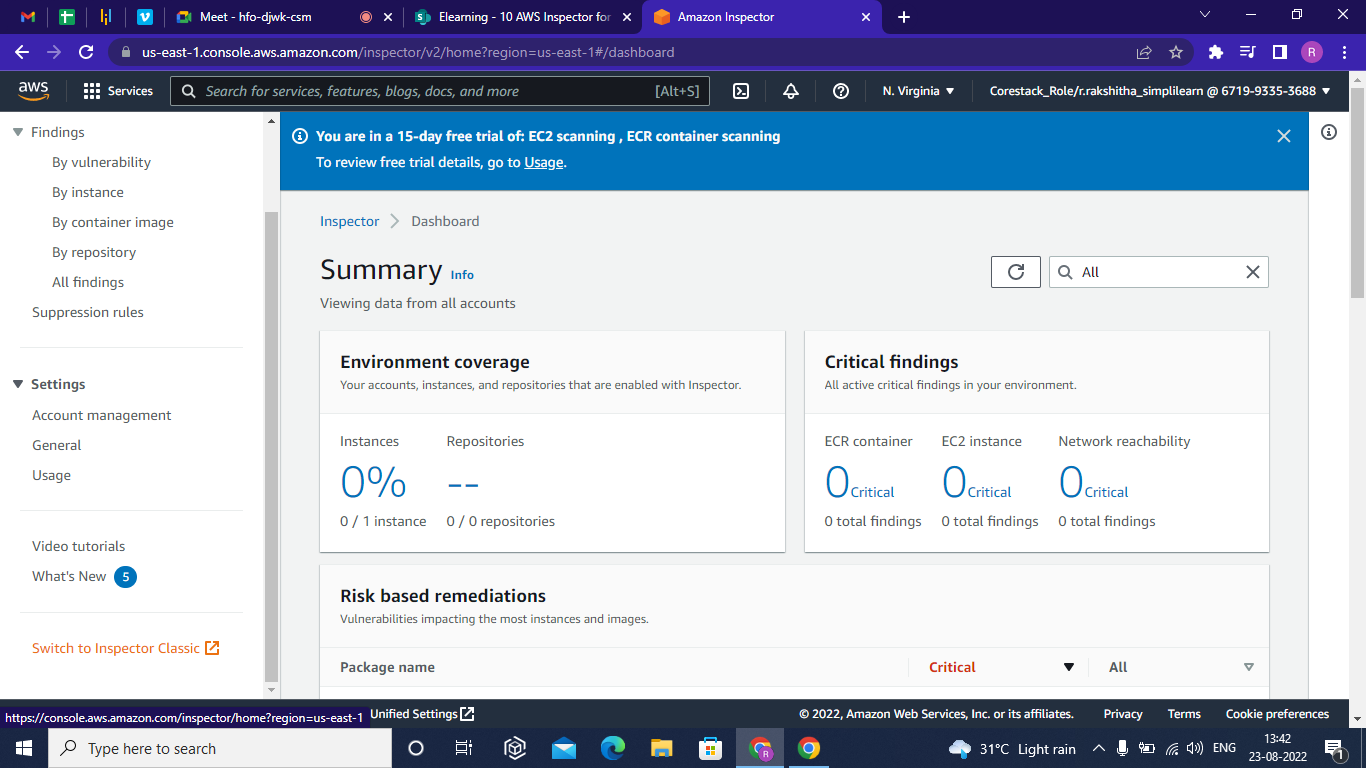 Meet - hfo-djwk-csm
Elearning - 10 AWS Inspector for
Amazon Inspector
us-east-1.console.aws.amazon.com/inspector/v2/home?region=us-east-1#/dashboard
R
aws
Services
Search for services, features, blogs, docs, and more
[Alt+S]
N. Virginia
Corestack_Role/r.rakshitha_simplilearn @ 6719-9335-3688
Findings
By vulnerability
By instance
By container image
By repository
All findings
Suppression rules
Settings
Account management
General
Usage
Video tutorials
What's New 5
Switch to Inspector Classic
You are in a 15-day free trial of: EC2 scanning , ECR container scanning
To review free trial details, go to Usage.
Inspector Dashboard
Summary Info
Viewing data from all accounts
All
Environment coverage
Your accounts, instances, and repositories that are enabled with Inspector.
Instances Repositories
0% --
0 / 1 instance 0 / 0 repositories
Critical findings
All active critical findings in your environment.
ECR container EC2 instance Network reachability
0 Critical 0 Critical 0 Critical
0 total findings 0 total findings 0 total findings
Risk based remediations
Vulnerabilities impacting the most instances and images.
Package name Critical All
https://console.aws.amazon.com/inspector/home?region=us-east-1
Unified Settings
© 2022, Amazon Web Services, Inc. or its affiliates. Privacy Terms Cookie preferences
Type here to search
R
31°C Light rain
ENG
13:42
23-08-2022
1